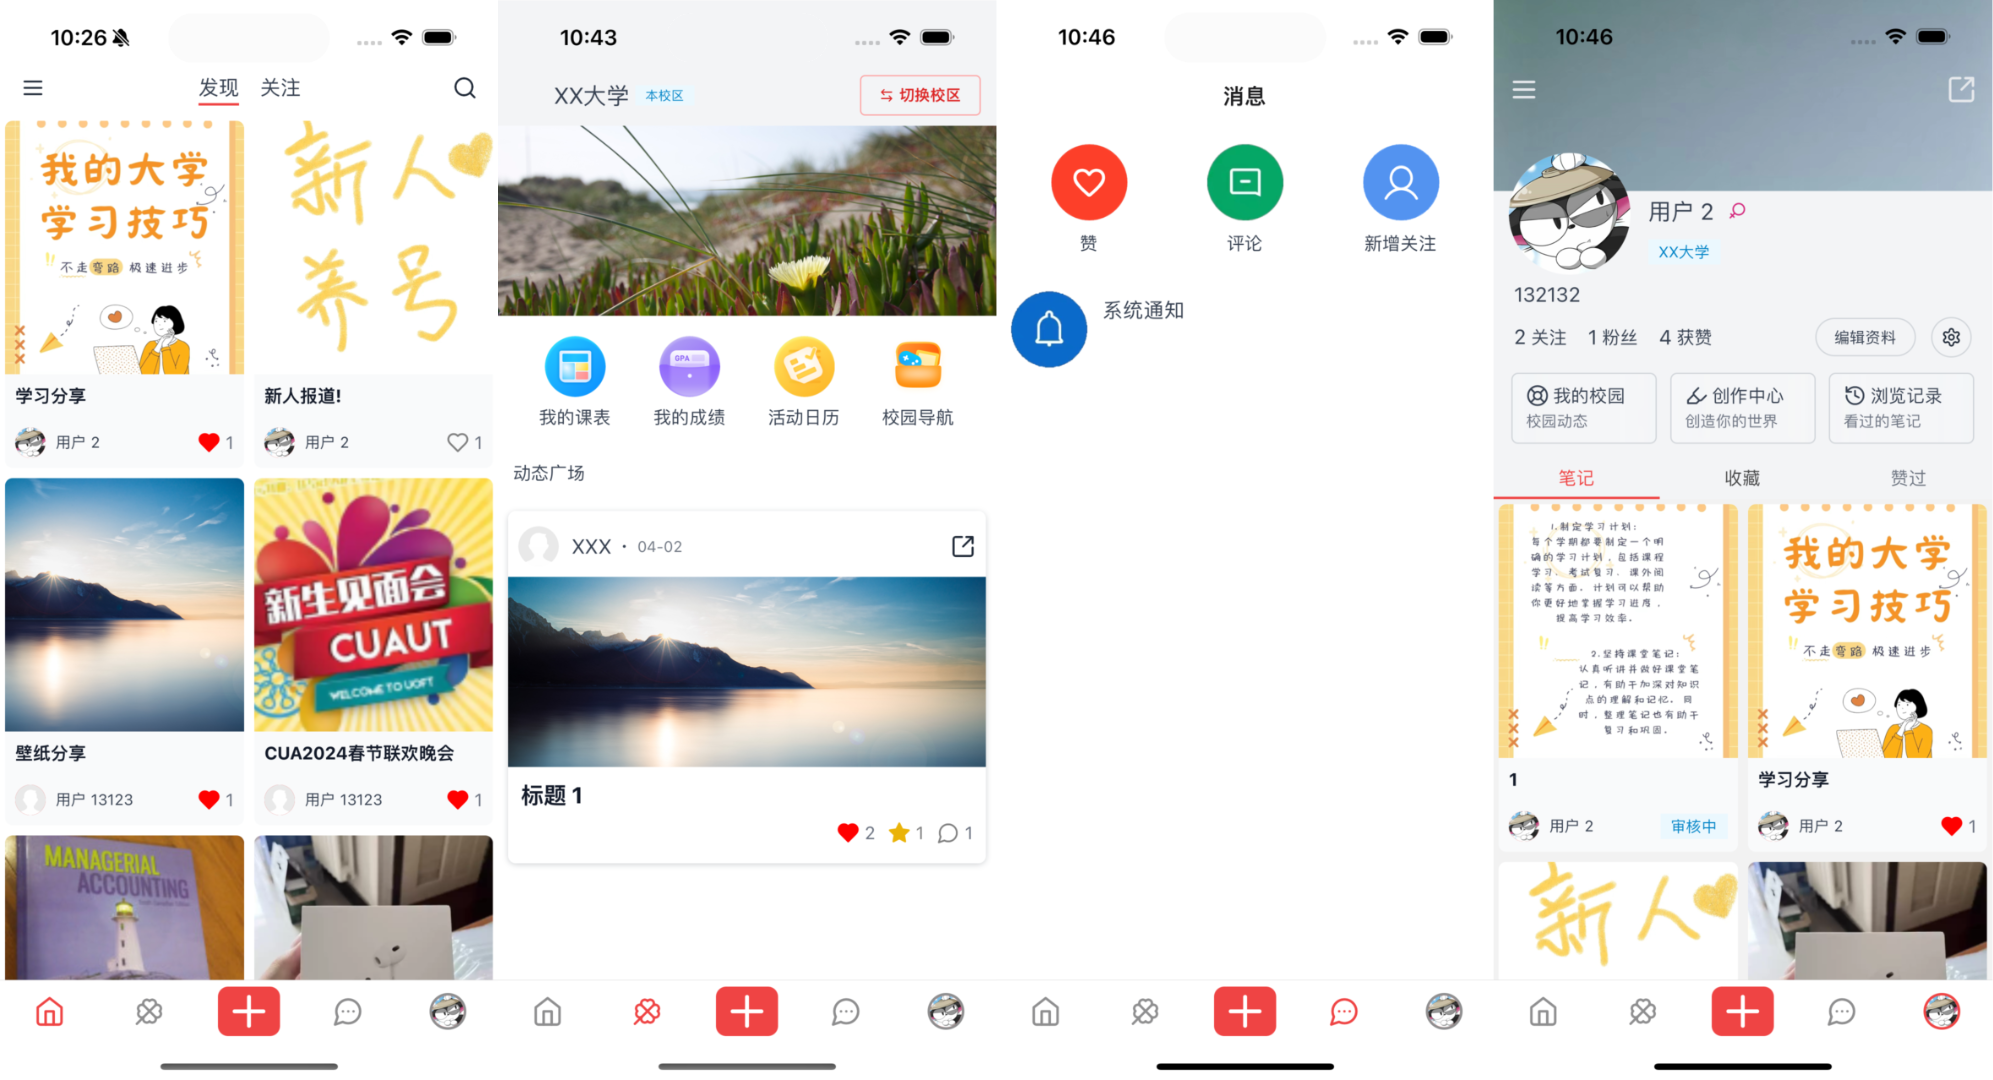 10:26
发现 关注
我的大学
学习技巧
不走弯路 极速进步
学习分享
用户 2
1
新人
养号
新人报道!
用户 2
1
壁纸分享
用户 13123
1
新生见面会
CUAUT
WELCOME TO UOFT
CUA2024春节联欢晚会
用户 13123
1
MANAGERIAL
ACCOUNTING
10:43
XX大学 本校区
切换校区
GPA
我的课表 我的成绩 活动日历 校园导航
动态广场
XXX · 04-02
标题 1
2 1 1
10:46
消息
赞 评论 新增关注
系统通知
10:46
用户 2
XX大学
132132
2 关注 1 粉丝 4 获赞
编辑资料
我的校园
校园动态
创作中心
创造你的世界
浏览记录
看过的笔记
笔记 收藏 赞过
1.制定学习计划:
每个学期都要制定一个明
确的学习计划,包括课程
学习、考试复习、课外阅
读等方面。计划可以帮助
你更好地掌握学习进度,
提高学习效率。
2.坚持课堂笔记:
认真听讲并做好课堂笔
记,有助于加深对知识
点的理解和记忆。同
时,整理笔记也有助于
复习和巩固。
1
用户 2
审核中
我的大学
学习技巧
不走弯路 极速进步
学习分享
用户 2
1
新人